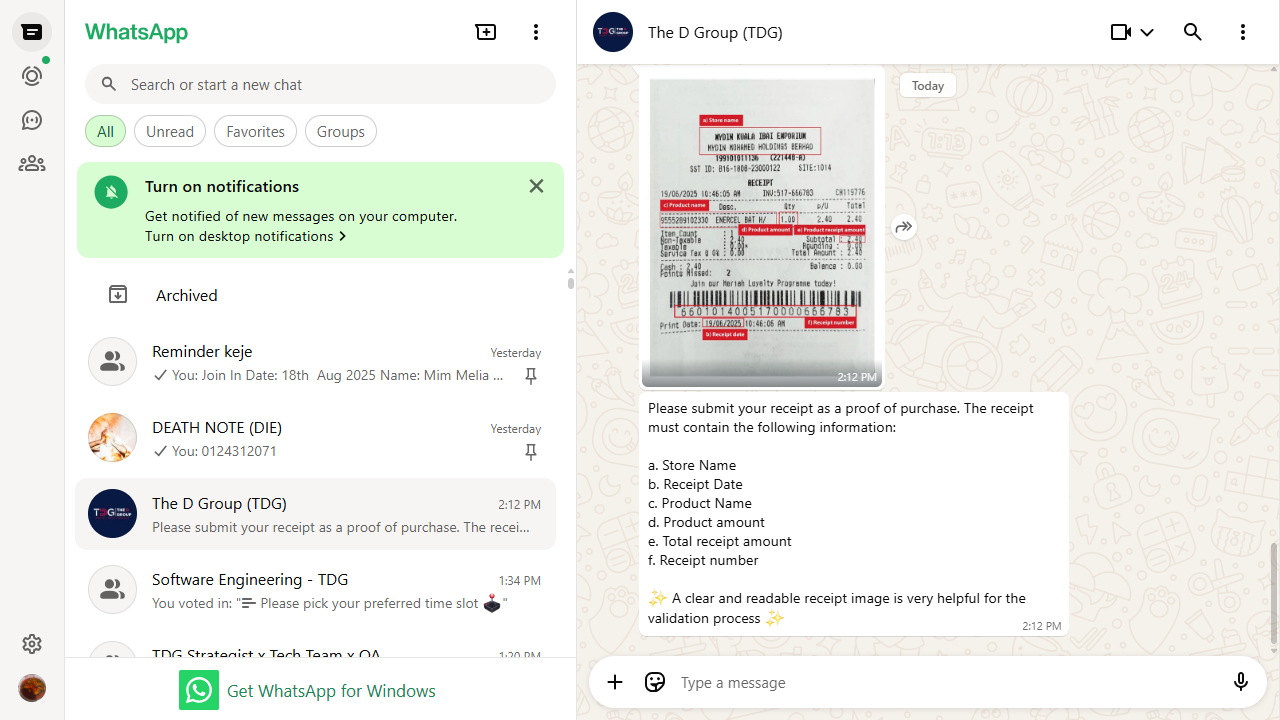 WhatsApp
Search or start a new chat
All
Unread
Favorites
Groups
Turn on notifications
Get notified of new messages on your computer.
Turn on desktop notifications
Archived
Reminder keje
Yesterday
You: Join In Date: 18th Aug 2025 Name: Mim Melia ...
DEATH NOTE (DIE)
Yesterday
You: 0124312071
The D Group (TDG)
2:12 PM
Please submit your receipt as a proof of purchase. The recei...
Software Engineering - TDG
1:34 PM
You voted in: "Please pick your preferred time slot 🕹️"
TDG Strategist x Tech Team x OA
1:20 PM
Get WhatsApp for Windows
The D Group (TDG)
Today
a) Store name
MYDIN KUALA IBAI EMPORIUM
MYDIN MOHAMED HOLDINGS BERHAD
199101011136 (221448-A)
SST ID: B16-1808-23000122 SITE:1014
RECEIPT
19/06/2025 10:46:05 AM INV:517-666783 CH119776
c) Product name
Desc. Qty p/U Total
9555289102330 ENERCEL BAT H/ 1.00 2.40 2.40
d) Product amount
e) Product receipt amount
Item Count
Non-Taxable : 2.40
Taxable : 0.00*
Service Tax 0 0% : 0.00
Subtotal : 2.40
Rounding : 0.00
Total Amount : 2.40
Cash : 2.40
Balance : 0.00
Points Missed: 2
Join our Meriah Loyalty Programme today!
6601014005170000666783
Print Date: 19/06/2025 10:46:06 AM
f) Receipt number
b) Receipt date
2:12 PM
Please submit your receipt as a proof of purchase. The receipt
must contain the following information:
a. Store Name
b. Receipt Date
c. Product Name
d. Product amount
e. Total receipt amount
f. Receipt number
✨ A clear and readable receipt image is very helpful for the
validation process ✨
2:12 PM
Type a message